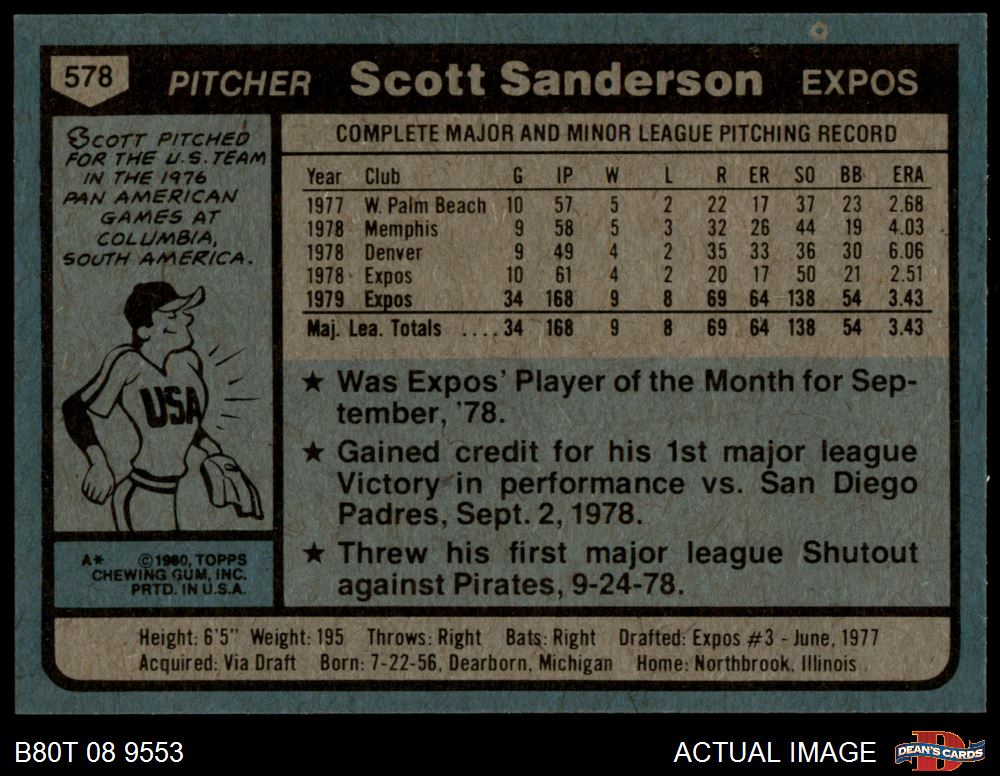 578 PITCHER Scott Sanderson EXPOS
SCOTT PITCHED
FOR THE U.S. TEAM
IN THE 1976
PAN AMERICAN
GAMES AT
COLUMBIA,
SOUTH AMERICA.
USA
A* ©1980, TOPPS
CHEWING GUM, INC.
PRTD. IN U.S.A.
COMPLETE MAJOR AND MINOR LEAGUE PITCHING RECORD
Year Club G IP W L R ER SO BB ERA
1977 W. Palm Beach 10 57 5 2 22 17 37 23 2.68
1978 Memphis 9 58 5 3 32 26 44 19 4.03
1978 Denver 9 49 4 2 35 33 36 30 6.06
1978 Expos 10 61 4 2 20 17 50 21 2.51
1979 Expos 34 168 9 8 69 64 138 54 3.43
Maj. Lea. Totals ....34 168 9 8 69 64 138 54 3.43
★ Was Expos' Player of the Month for Sep-
tember, '78.
★ Gained credit for his 1st major league
Victory in performance vs. San Diego
Padres, Sept. 2, 1978.
★ Threw his first major league Shutout
against Pirates, 9-24-78.
Height: 6'5" Weight: 195 Throws: Right Bats: Right Drafted: Expos #3 - June, 1977
Acquired: Via Draft Born: 7-22-56, Dearborn, Michigan Home: Northbrook, Illinois
B80T 08 9553 ACTUAL IMAGE D DEAN'S CARDS